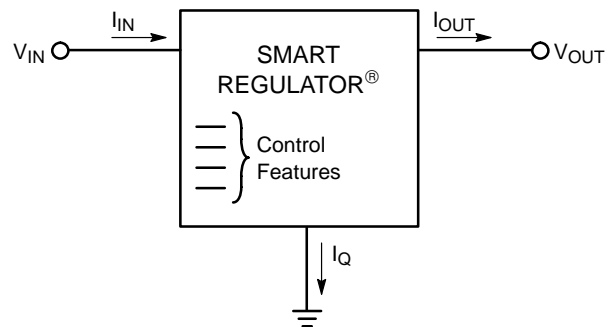 I_IN
I_OUT
V_IN
SMART
REGULATOR®
V_OUT
Control
Features
I_Q